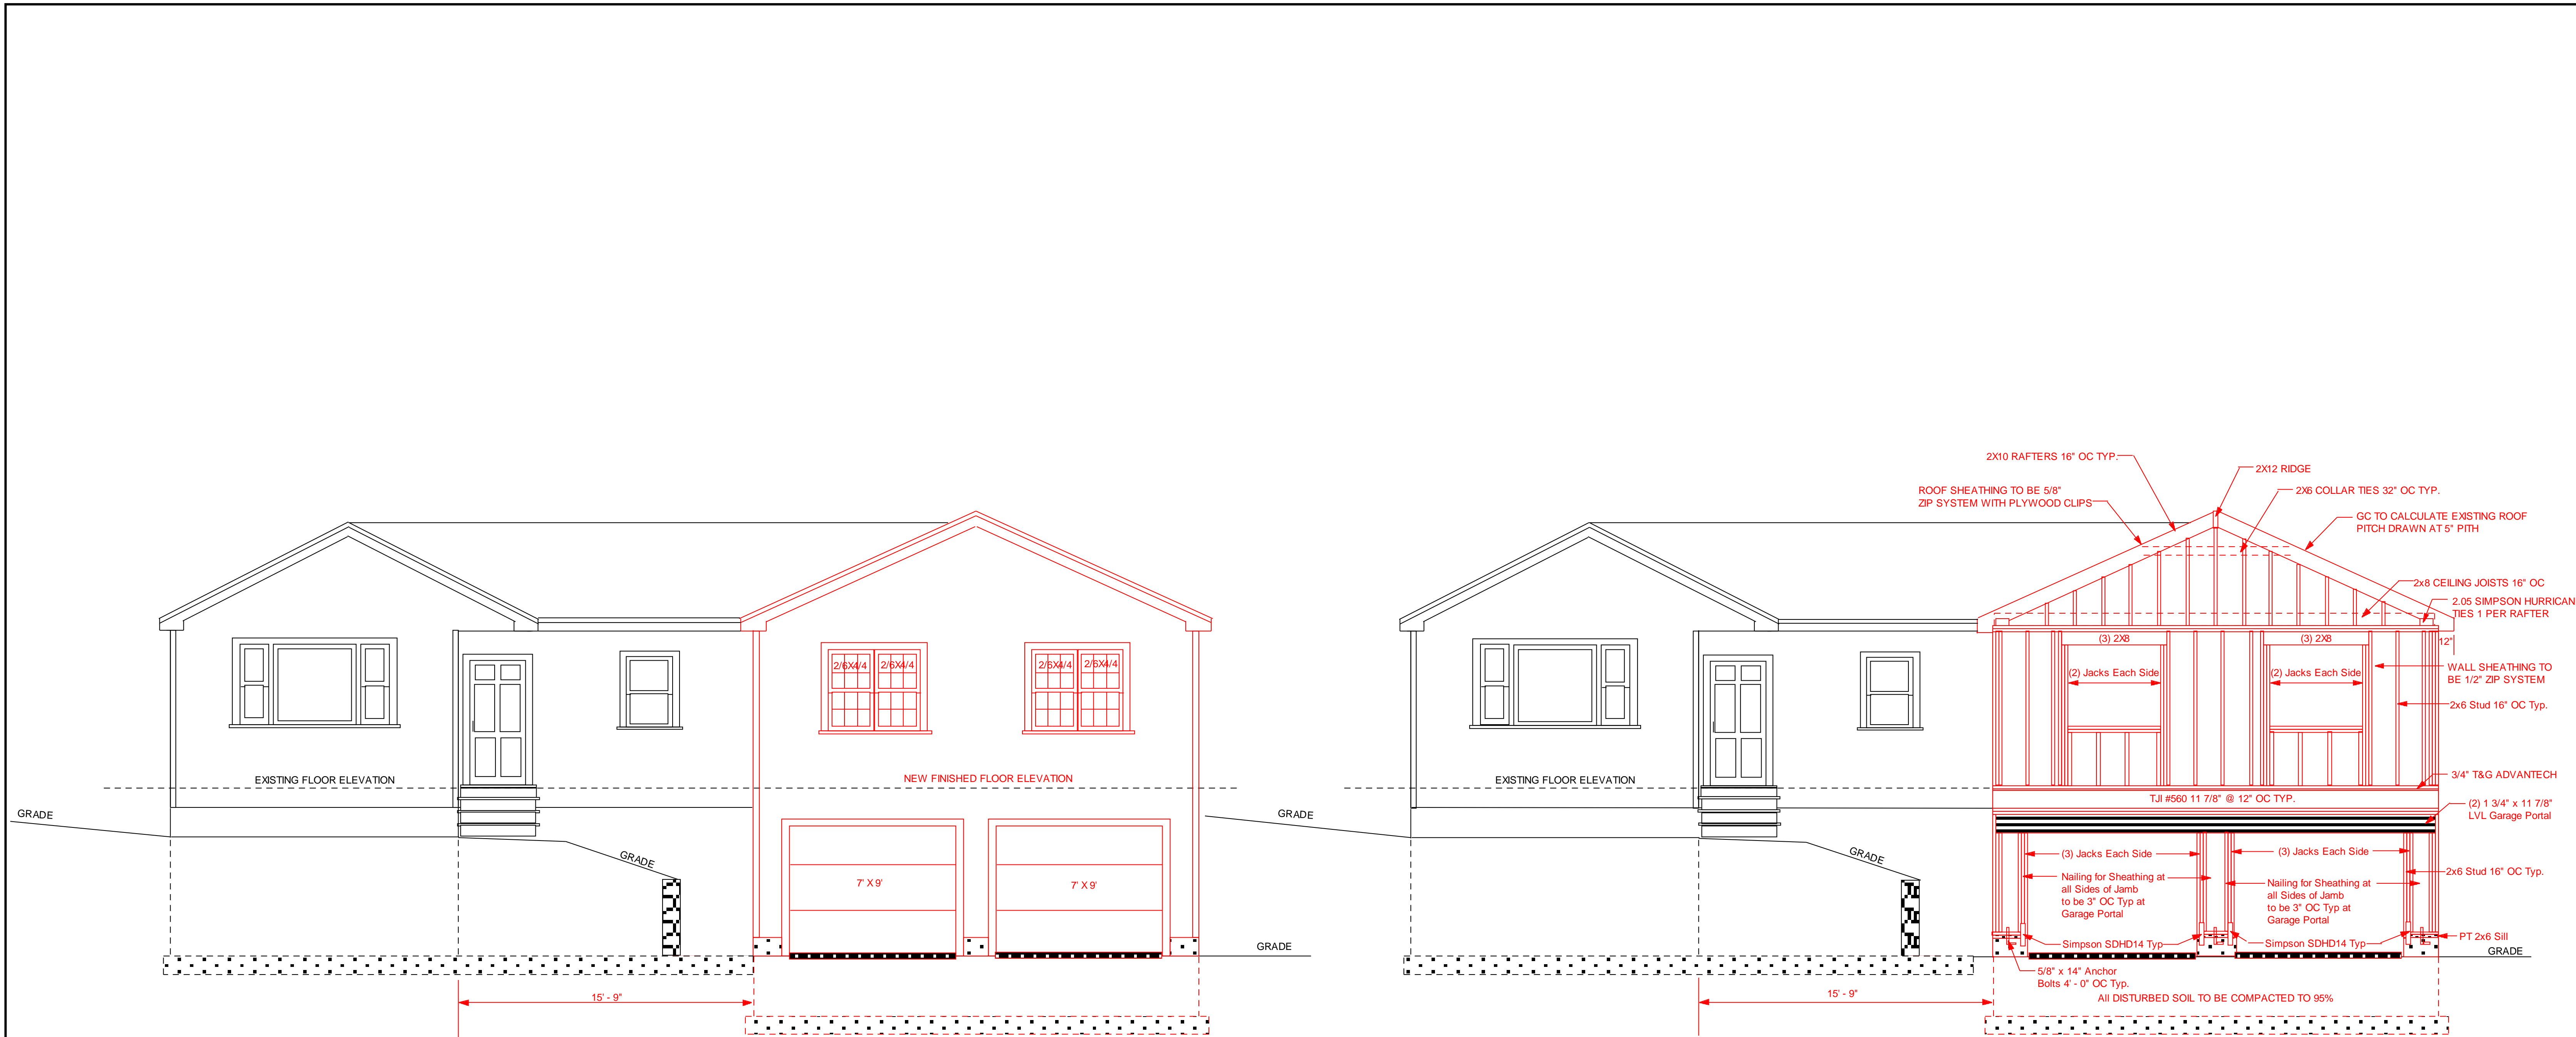 2/6X4/4 2/6X4/4
2/6X4/4 2/6X4/4
EXISTING FLOOR ELEVATION
NEW FINISHED FLOOR ELEVATION
GRADE
GRADE
7' X 9'
7' X 9'
GRADE
15' - 9"
2X10 RAFTERS 16" OC TYP.
2X12 RIDGE
ROOF SHEATHING TO BE 5/8"
ZIP SYSTEM WITH PLYWOOD CLIPS
2X6 COLLAR TIES 32" OC TYP.
GC TO CALCULATE EXISTING ROOF
PITCH DRAWN AT 5" PITH
2x8 CEILING JOISTS 16" OC
2.05 SIMPSON HURRICAN
TIES 1 PER RAFTER
12"
(3) 2X8
(3) 2X8
WALL SHEATHING TO
BE 1/2" ZIP SYSTEM
(2) Jacks Each Side
(2) Jacks Each Side
2x6 Stud 16" OC Typ.
EXISTING FLOOR ELEVATION
3/4" T&G ADVANTECH
TJI #560 11 7/8" @ 12" OC TYP.
(2) 1 3/4" x 11 7/8"
LVL Garage Portal
GRADE
GRADE
(3) Jacks Each Side
(3) Jacks Each Side
2x6 Stud 16" OC Typ.
Nailing for Sheathing at
all Sides of Jamb
to be 3" OC Typ at
Garage Portal
Nailing for Sheathing at
all Sides of Jamb
to be 3" OC Typ at
Garage Portal
Simpson SDHD14 Typ
Simpson SDHD14 Typ
PT 2x6 Sill
GRADE
5/8" x 14" Anchor
Bolts 4' - 0" OC Typ.
15' - 9"
All DISTURBED SOIL TO BE COMPACTED TO 95%